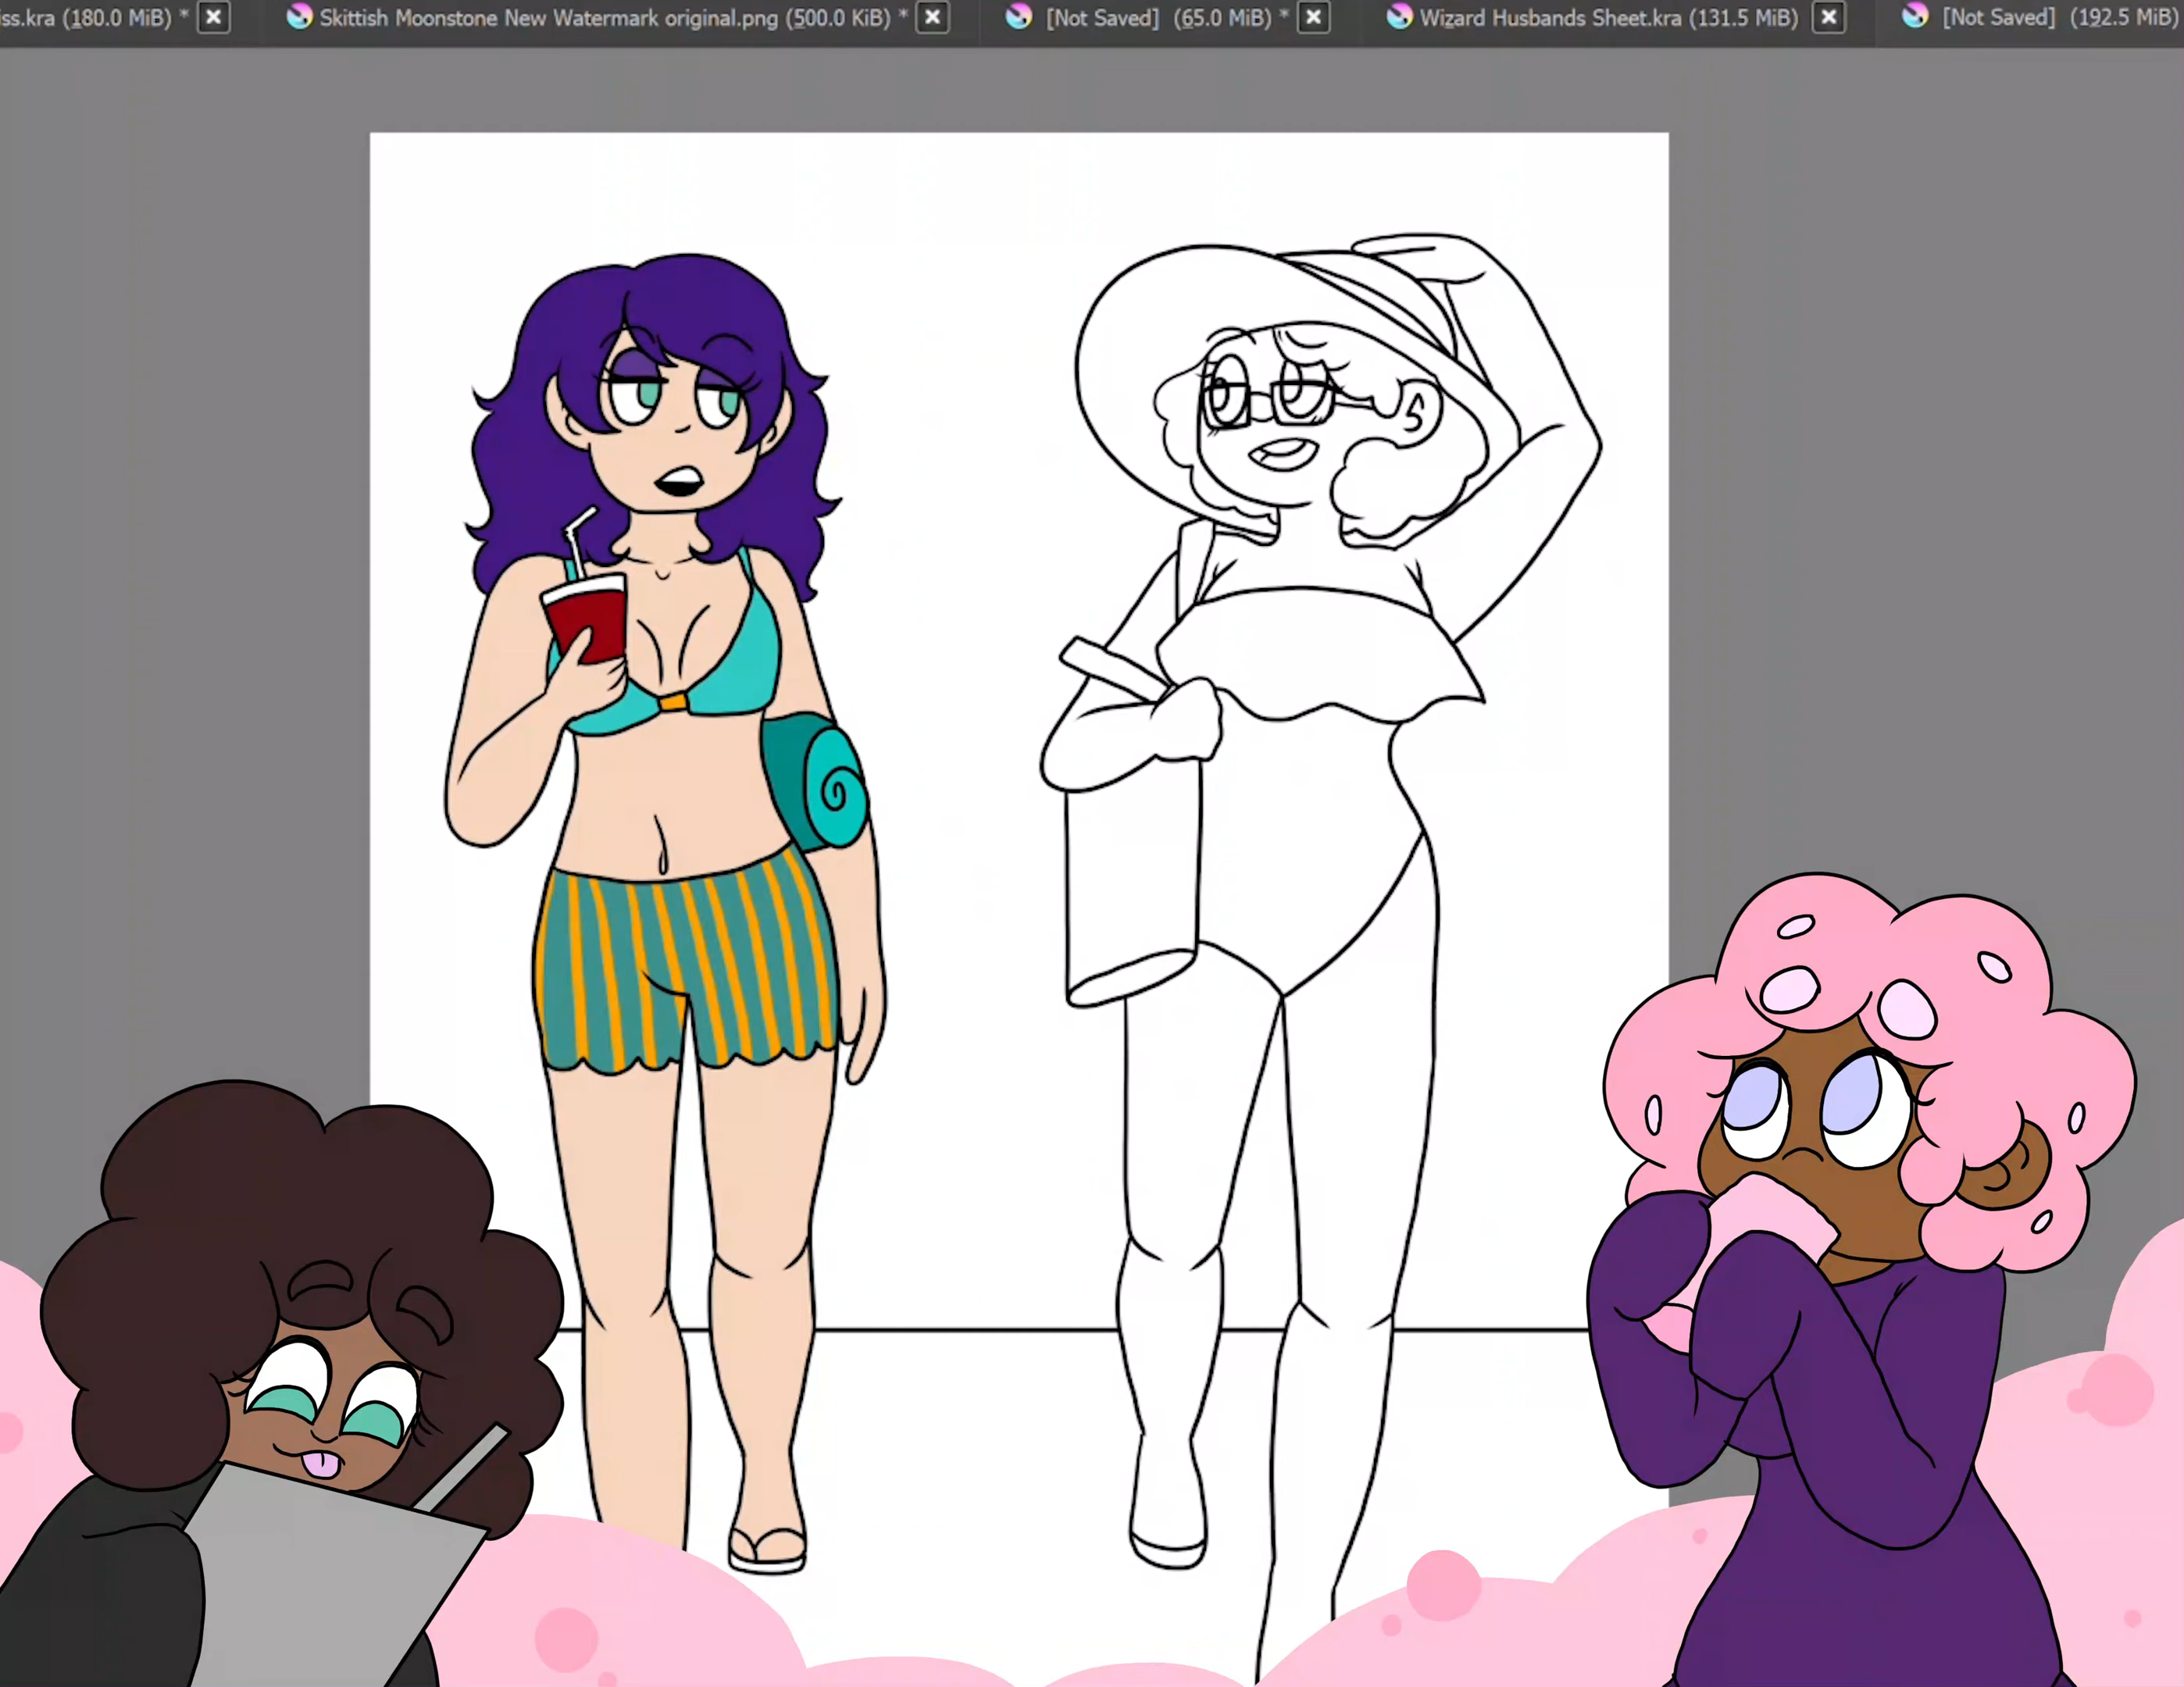 iss.kra (180.0 MiB) * Skittish Moonstone New Watermark original.png (500.0 KiB) * [Not Saved] (65.0 MiB) * Wizard Husbands Sheet.kra (131.5 MiB) [Not Saved] (192.5 MiB)